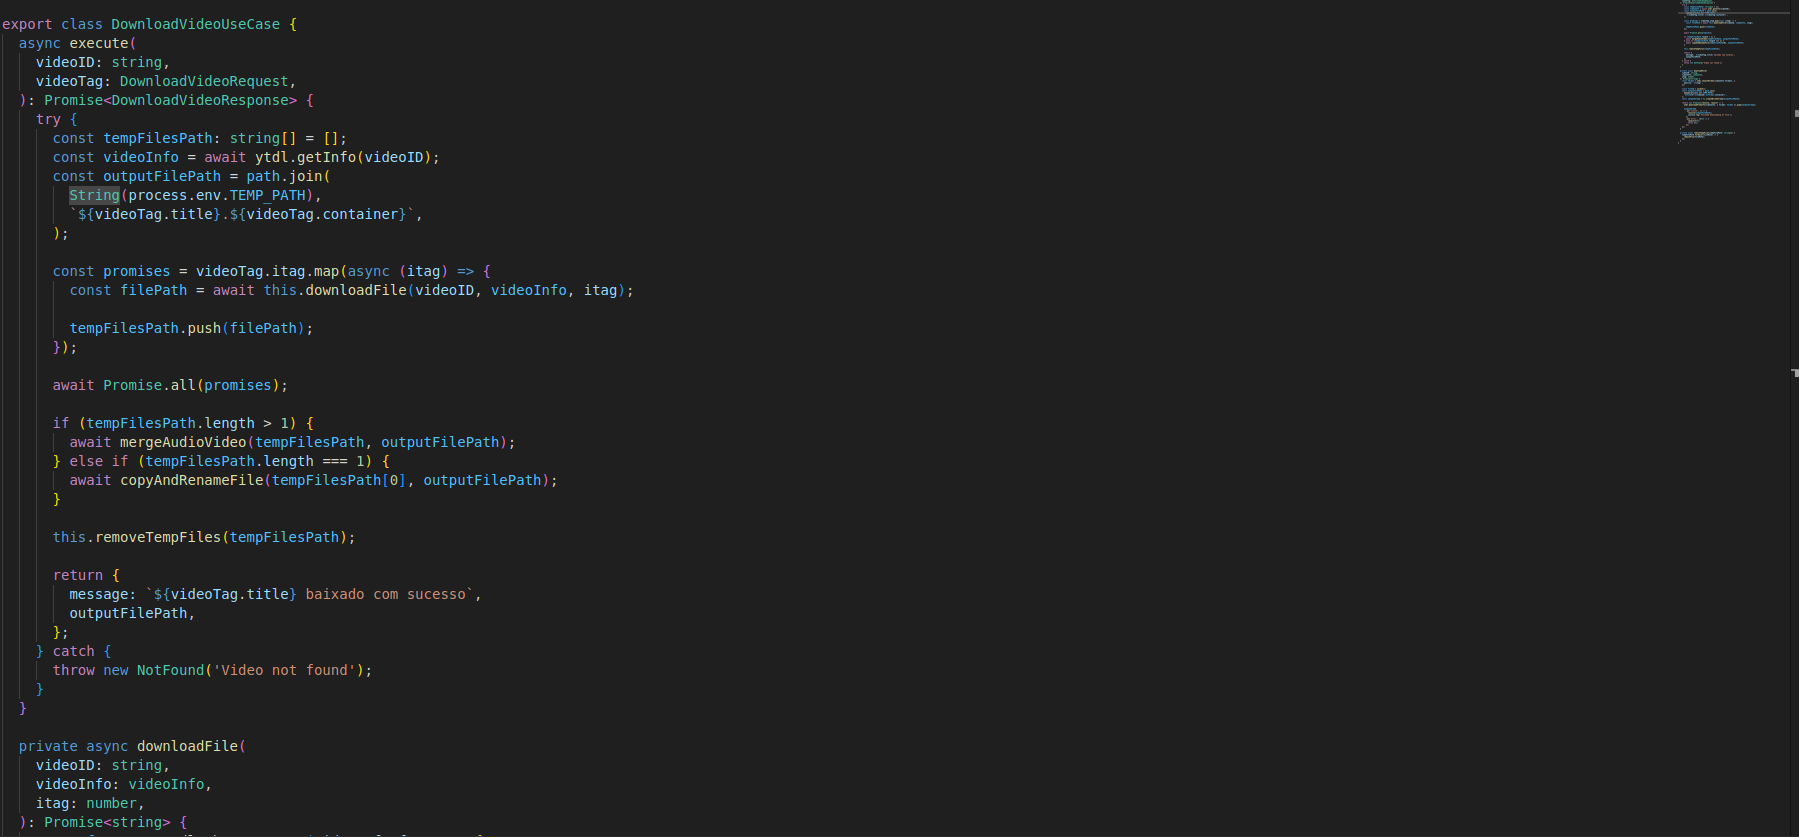 export class DownloadVideoUseCase {
  async execute(
    videoID: string,
    videoTag: DownloadVideoRequest,
  ): Promise<DownloadVideoResponse> {
    try {
      const tempFilesPath: string[] = [];
      const videoInfo = await ytdl.getInfo(videoID);
      const outputFilePath = path.join(
        String(process.env.TEMP_PATH),
        `${videoTag.title}.${videoTag.container}`,
      );

      const promises = videoTag.itag.map(async (itag) => {
        const filePath = await this.downloadFile(videoID, videoInfo, itag);

        tempFilesPath.push(filePath);
      });

      await Promise.all(promises);

      if (tempFilesPath.length > 1) {
        await mergeAudioVideo(tempFilesPath, outputFilePath);
      } else if (tempFilesPath.length === 1) {
        await copyAndRenameFile(tempFilesPath[0], outputFilePath);
      }

      this.removeTempFiles(tempFilesPath);

      return {
        message: `${videoTag.title} baixado com sucesso`,
        outputFilePath,
      };
    } catch {
      throw new NotFound('Video not found');
    }
  }

  private async downloadFile(
    videoID: string,
    videoInfo: videoInfo,
    itag: number,
  ): Promise<string> {